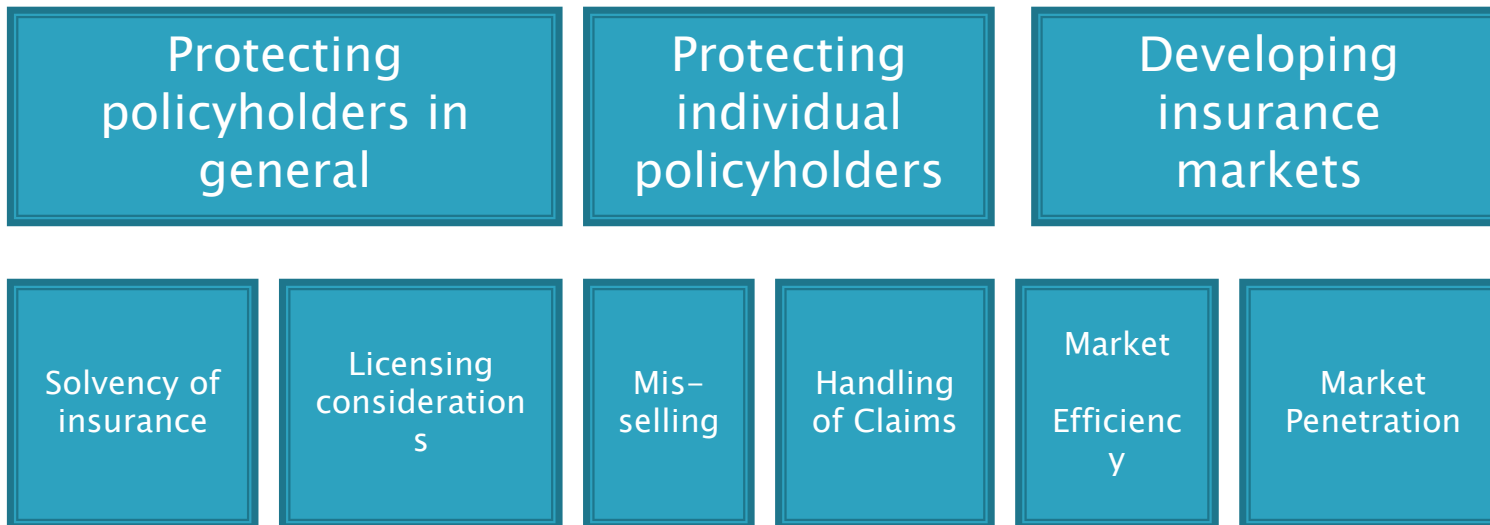 Protecting
policyholders in
general
Protecting
individual
policyholders
Developing
insurance
markets
Solvency of
insurance
Licensing
consideration
s
Mis-
selling
Handling
of Claims
Market
Efficienc
y
Market
Penetration